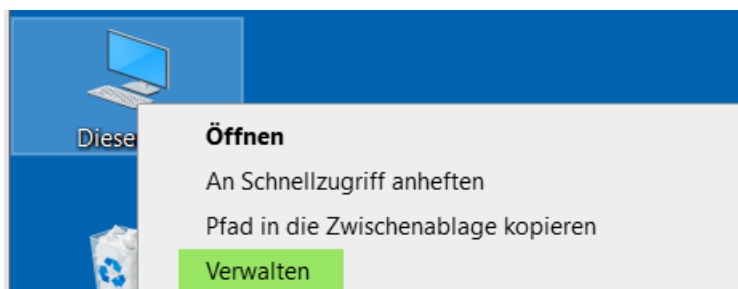 Diese
Öffnen
An Schnellzugriff anheften
Pfad in die Zwischenablage kopieren
Verwalten